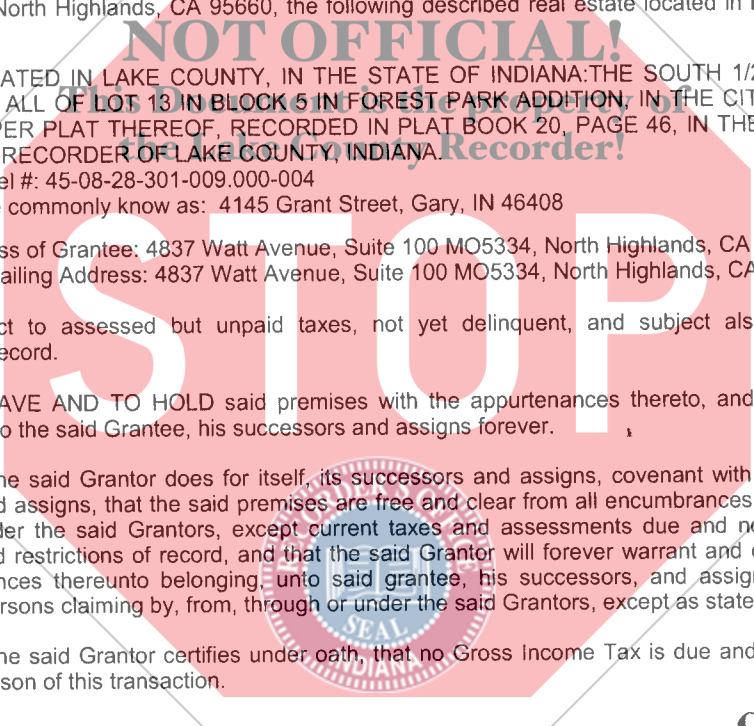 North Highlands, CA 95660, the following described real estate located in
NOT OFFICIAL!
ATED IN LAKE COUNTY, IN THE STATE OF INDIANA:THE SOUTH 1/2
ALL OF LOT 13 IN BLOCK 5 IN FOREST PARK ADDITION, IN THE CIT
This Document is the property of
PER PLAT THEREOF, RECORDED IN PLAT BOOK 20, PAGE 46, IN THE
RECORDER OF LAKE COUNTY, INDIANA.
the Lake County Recorder!
el #: 45-08-28-301-009.000-004
commonly know as: 4145 Grant Street, Gary, IN 46408
ss of Grantee: 4837 Watt Avenue, Suite 100 MO5334, North Highlands, CA
ailing Address: 4837 Watt Avenue, Suite 100 MO5334, North Highlands, CA
STOP
ct to assessed but unpaid taxes, not yet delinquent, and subject als
ecord.
AVE AND TO HOLD said premises with the appurtenances thereto, and
o the said Grantee, his successors and assigns forever.
he said Grantor does for itself, its successors and assigns, covenant with
d assigns, that the said premises are free and clear from all encumbrances
der the said Grantors, except current taxes and assessments due and
d restrictions of record, and that the said Grantor will forever warrant and
nces thereunto belonging, unto said grantee, his successors, and assig
ersons claiming by, from, through or under the said Grantors, except as state
RECORDER'S OFFICE
SEAL
INDIANA
he said Grantor certifies under oath, that no Gross Income Tax is due and
son of this transaction.